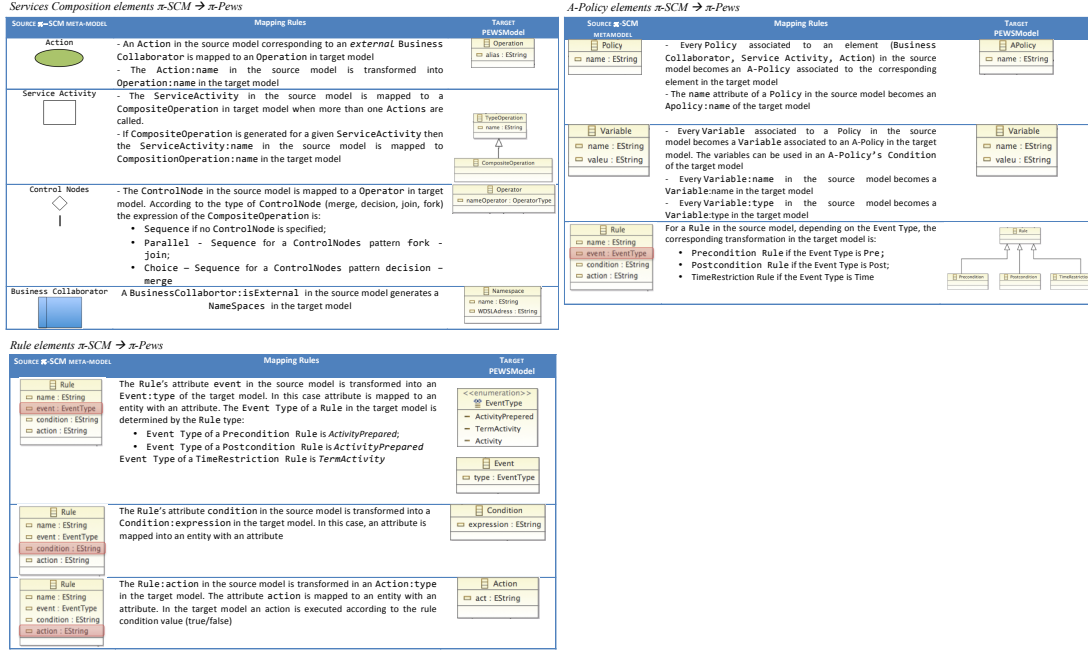 Services Composition elements π-SCM → π-Pews
SOURCE π–SCM META-MODEL
Mapping Rules
TARGET
PEWSModel
Action
- An Action in the source model corresponding to an external Business
Collaborator is mapped to an Operation in target model
- The Action:name in the source model is transformed into
Operation:name in the target model
Operation
alias : EString
Service Activity
- The ServiceActivity in the source model is mapped to a
CompositeOperation in target model when more than one Actions are
called.
- If CompositeOperation is generated for a given ServiceActivity then
the ServiceActivity:name in the source model is mapped to
CompositionOperation:name in the target model
TypeOperation
name : EString
CompositeOperation
Control Nodes
- The ControlNode in the source model is mapped to a Operator in target
model. According to the type of ControlNode (merge, decision, join, fork)
the expression of the CompositeOperation is:
• Sequence if no ControlNode is specified;
• Parallel - Sequence for a ControlNodes pattern fork -
join;
• Choice – Sequence for a ControlNodes pattern decision –
merge
Operator
nameOperator : OperatorType
Business Collaborator
A BusinessCollabortor:isExternal in the source model generates a
NameSpaces in the target model
Namespace
name : EString
WDSLAdress : EString
A-Policy elements π-SCM → π-Pews
SOURCE π-SCM
METAMODEL
Mapping Rules
TARGET
PEWSModel
Policy
name : EString
- Every Policy associated to an element (Business
Collaborator, Service Activity, Action) in the source
model becomes an A-Policy associated to the corresponding
element in the target model
- The name attribute of a Policy in the source model becomes an
Apolicy:name of the target model
APolicy
name : EString
Variable
name : EString
valeu : EString
- Every Variable associated to a Policy in the source
model becomes a Variable associated to an A-Policy in the target
model. The variables can be used in an A-Policy's Condition
of the target model
- Every Variable:name in the source model becomes a
Variable:name in the target model
- Every Variable:type in the source model becomes a
Variable:type in the target model
Variable
name : EString
valeu : EString
Rule
name : EString
event : EventType
condition : EString
action : EString
For a Rule in the source model, depending on the Event Type, the
corresponding transformation in the target model is:
• Precondition Rule if the Event Type is Pre;
• Postcondition Rule if the Event Type is Post;
• TimeRestriction Rule if the Event Type is Time
Rule
Precondition
Postcondition
Rule elements π-SCM → π-Pews
SOURCE π-SCM META-MODEL
Mapping Rules
TARGET
PEWSModel
Rule
name : EString
event : EventType
condition : EString
action : EString
The Rule's attribute event in the source model is transformed into an
Event:type of the target model. In this case attribute is mapped to an
entity with an attribute. The Event Type of a Rule in the target model is
determined by the Rule type:
• Event Type of a Precondition Rule is ActivityPrepared;
• Event Type of a Postcondition Rule is ActivityPrepared
Event Type of a TimeRestriction Rule is TermActivity
<<enumeration>>
EventType
ActivityPrepered
TermActivity
Activity
Event
type : EventType
Rule
name : EString
event : EventType
condition : EString
action : EString
The Rule's attribute condition in the source model is transformed into a
Condition:expression in the target model. In this case, an attribute is
mapped into an entity with an attribute
Condition
expression : EString
Rule
name : EString
event : EventType
condition : EString
action : EString
The Rule:action in the source model is transformed in an Action:type
in the target model. The attribute action is mapped to an entity with an
attribute. In the target model an action is executed according to the rule
condition value (true/false)
Action
act : EString